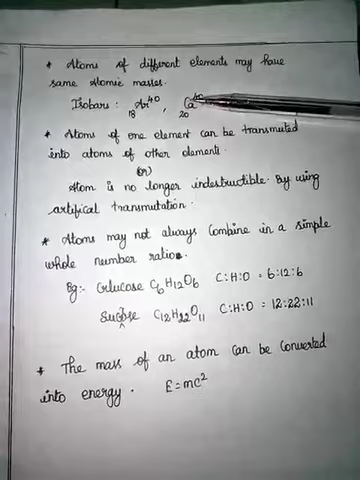 * Atoms of different elements may have
same Atomic masses.
Isobars : ₁₈Ar⁴⁰ , ₂₀Ca⁴⁰
* Atoms of one element can be transmuted
into atoms of other elements.
(or)
Atom is no longer indestructible. By using
artifical transmutation.
* Atoms may not always combine in a simple
whole number ratio.
Eg:- Glucose C₆H₁₂O₆ C:H:O = 6:12:6
Sucrose C₁₂H₂₂O₁₁ C:H:O = 12:22:11
* The mass of an atom can be converted
into energy. E=mc²